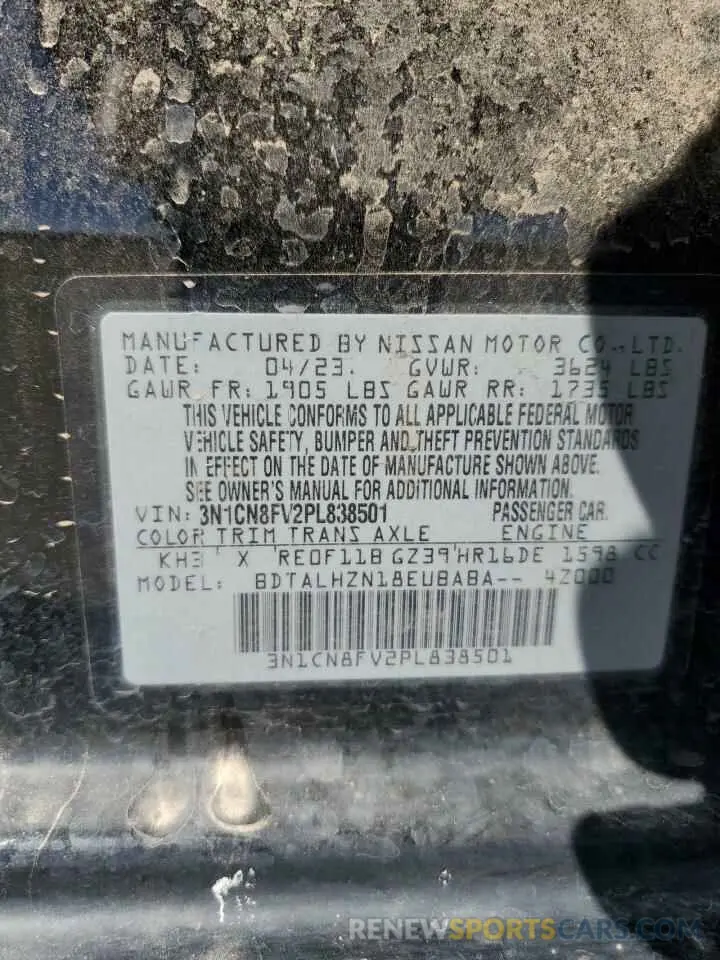 MANUFACTURED BY NISSAN MOTOR CO., LTD.
DATE: 04/23. GVWR: 3624 LBS
GAWR FR: 1905 LBS GAWR RR: 1735 LBS
THIS VEHICLE CONFORMS TO ALL APPLICABLE FEDERAL MOTOR
VEHICLE SAFETY, BUMPER AND THEFT PREVENTION STANDARDS
IN EFFECT ON THE DATE OF MANUFACTURE SHOWN ABOVE.
SEE OWNER'S MANUAL FOR ADDITIONAL INFORMATION.
VIN: 3N1CN8FV2PL838501 PASSENGER CAR.
COLOR TRIM TRANS AXLE ENGINE
KH3 X RE0F11B GZ39 HR16DE 1598 CC
MODEL: BDTALHZN18EUBABA-- 4Z000
3N1CN8FV2PL838501
RENEWSPORTSCARS.COM